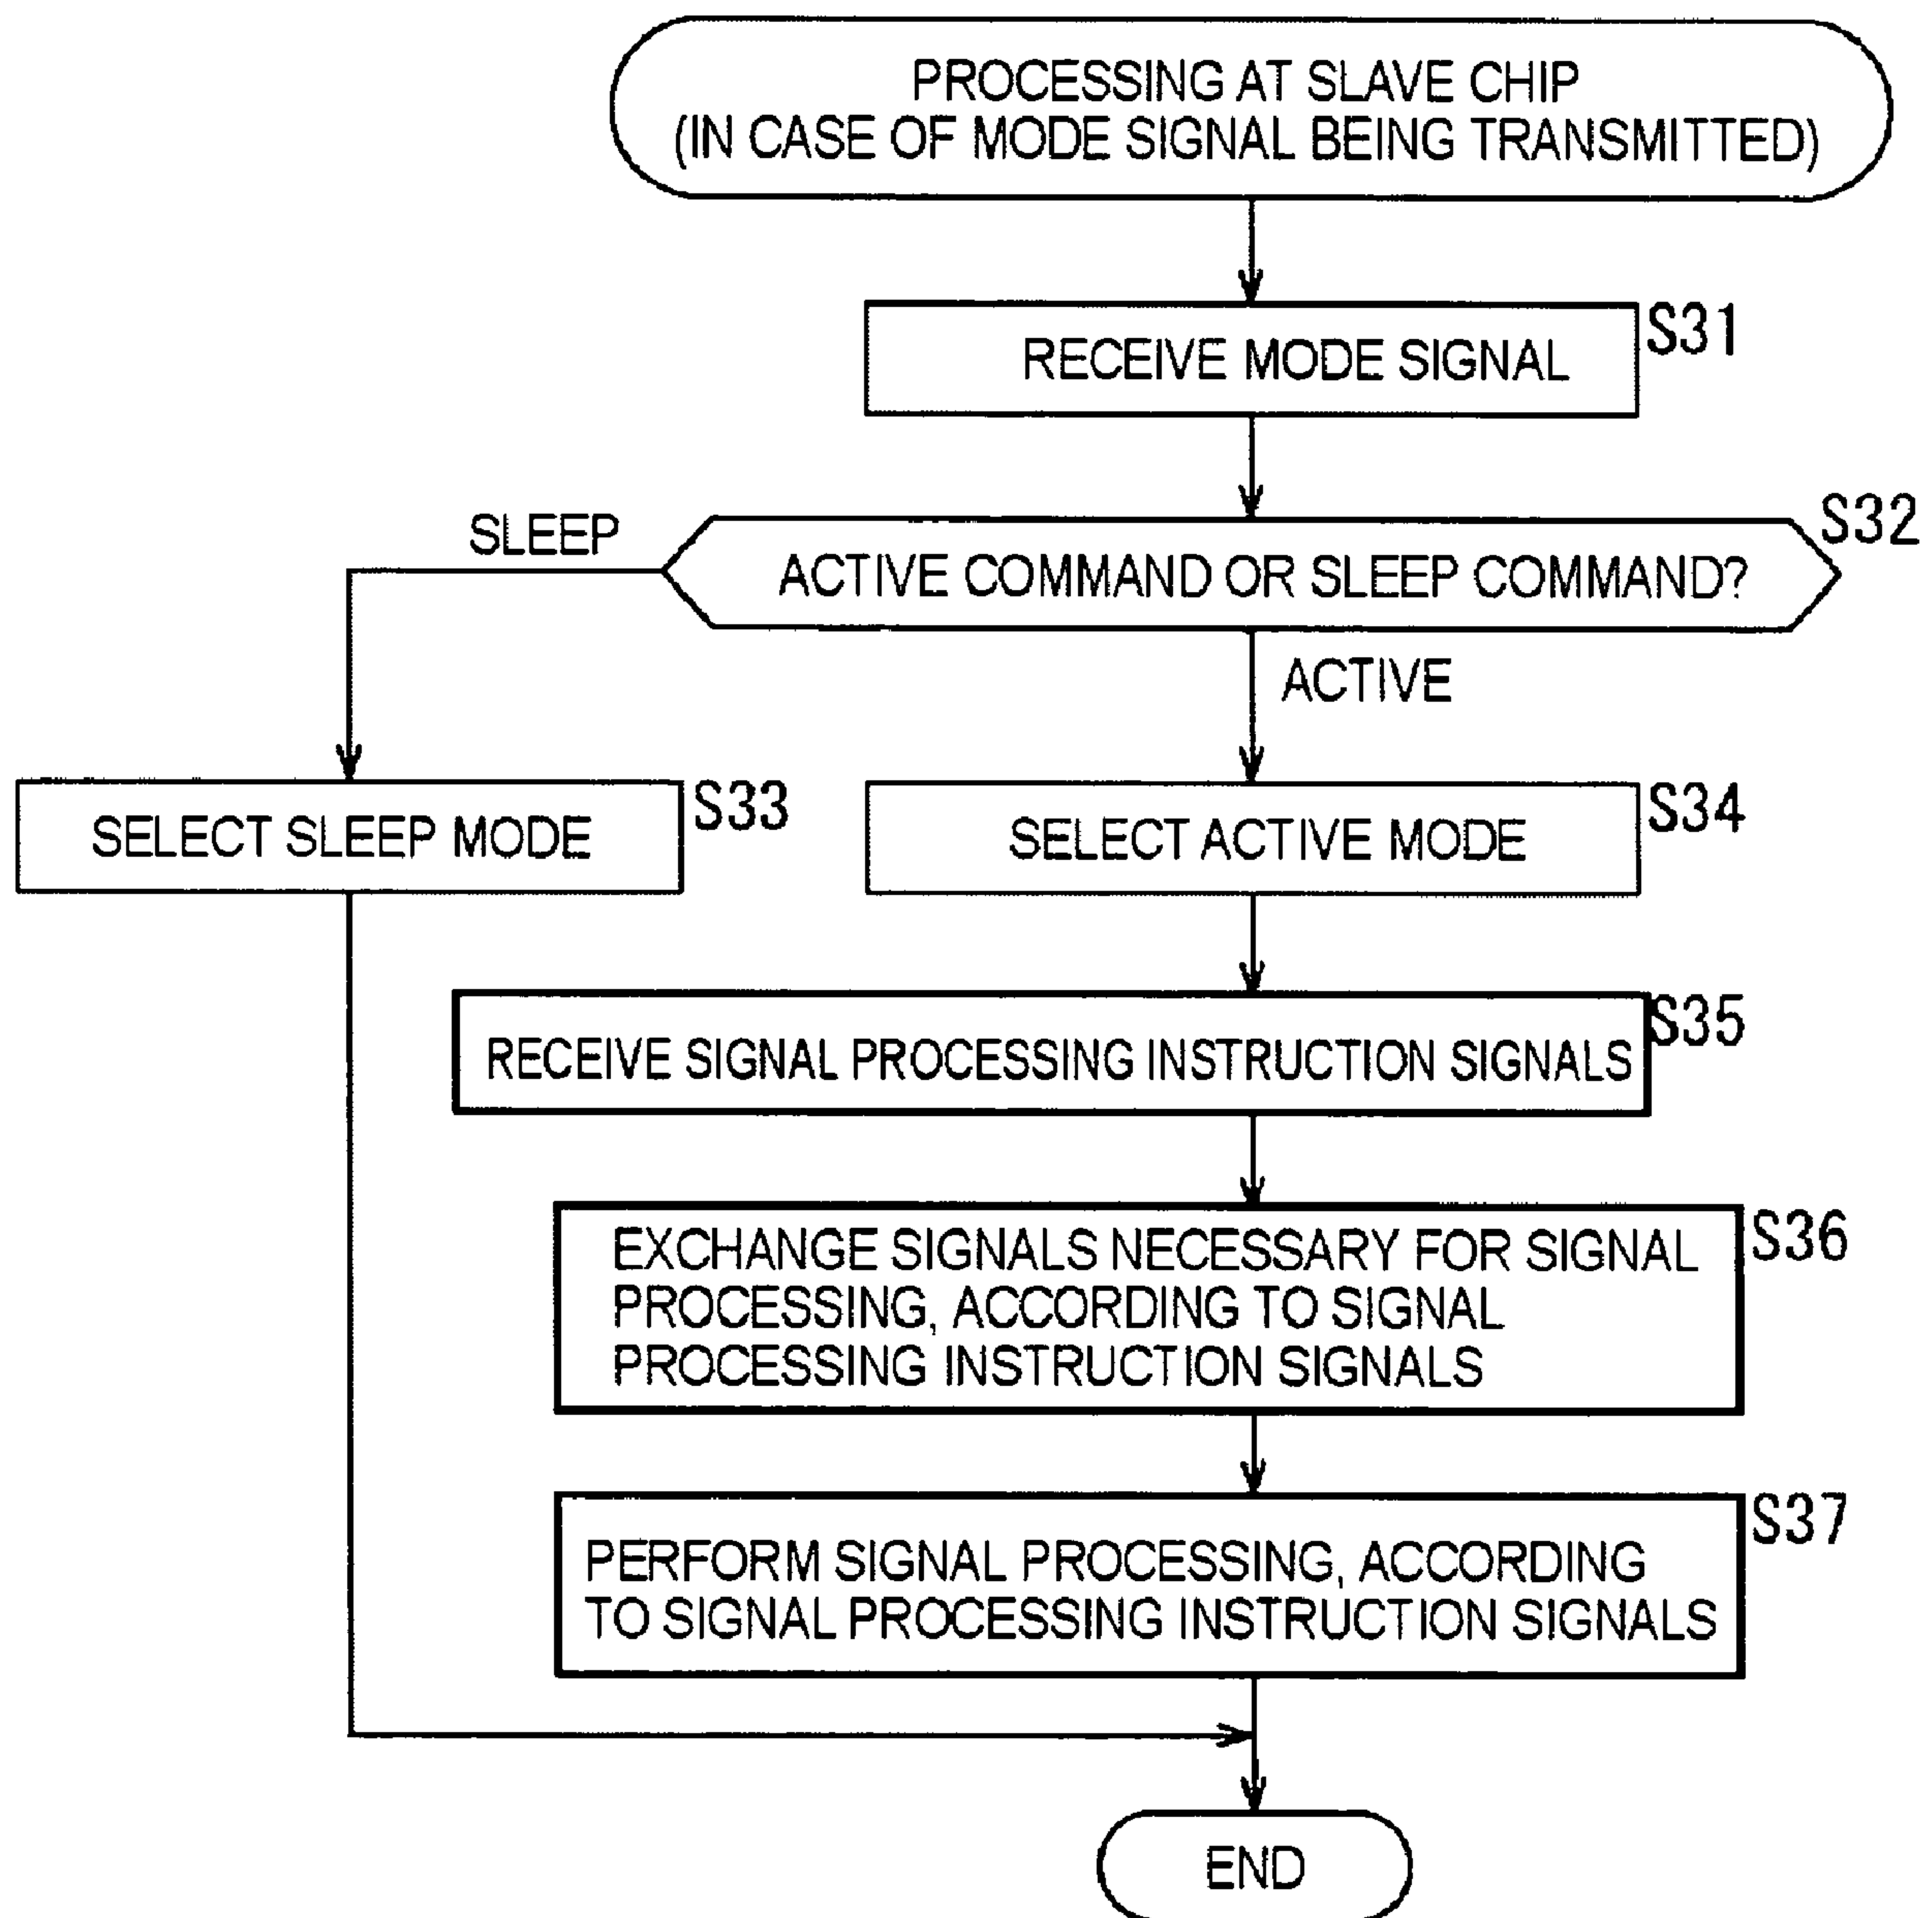 PROCESSING AT SLAVE CHIP
(IN CASE OF MODE SIGNAL BEING TRANSMITTED)
RECEIVE MODE SIGNAL
S31
ACTIVE COMMAND OR SLEEP COMMAND?
S32
SLEEP
ACTIVE
SELECT SLEEP MODE
S33
SELECT ACTIVE MODE
S34
RECEIVE SIGNAL PROCESSING INSTRUCTION SIGNALS
S35
EXCHANGE SIGNALS NECESSARY FOR SIGNAL
PROCESSING, ACCORDING TO SIGNAL
PROCESSING INSTRUCTION SIGNALS
S36
PERFORM SIGNAL PROCESSING, ACCORDING
TO SIGNAL PROCESSING INSTRUCTION SIGNALS
S37
END